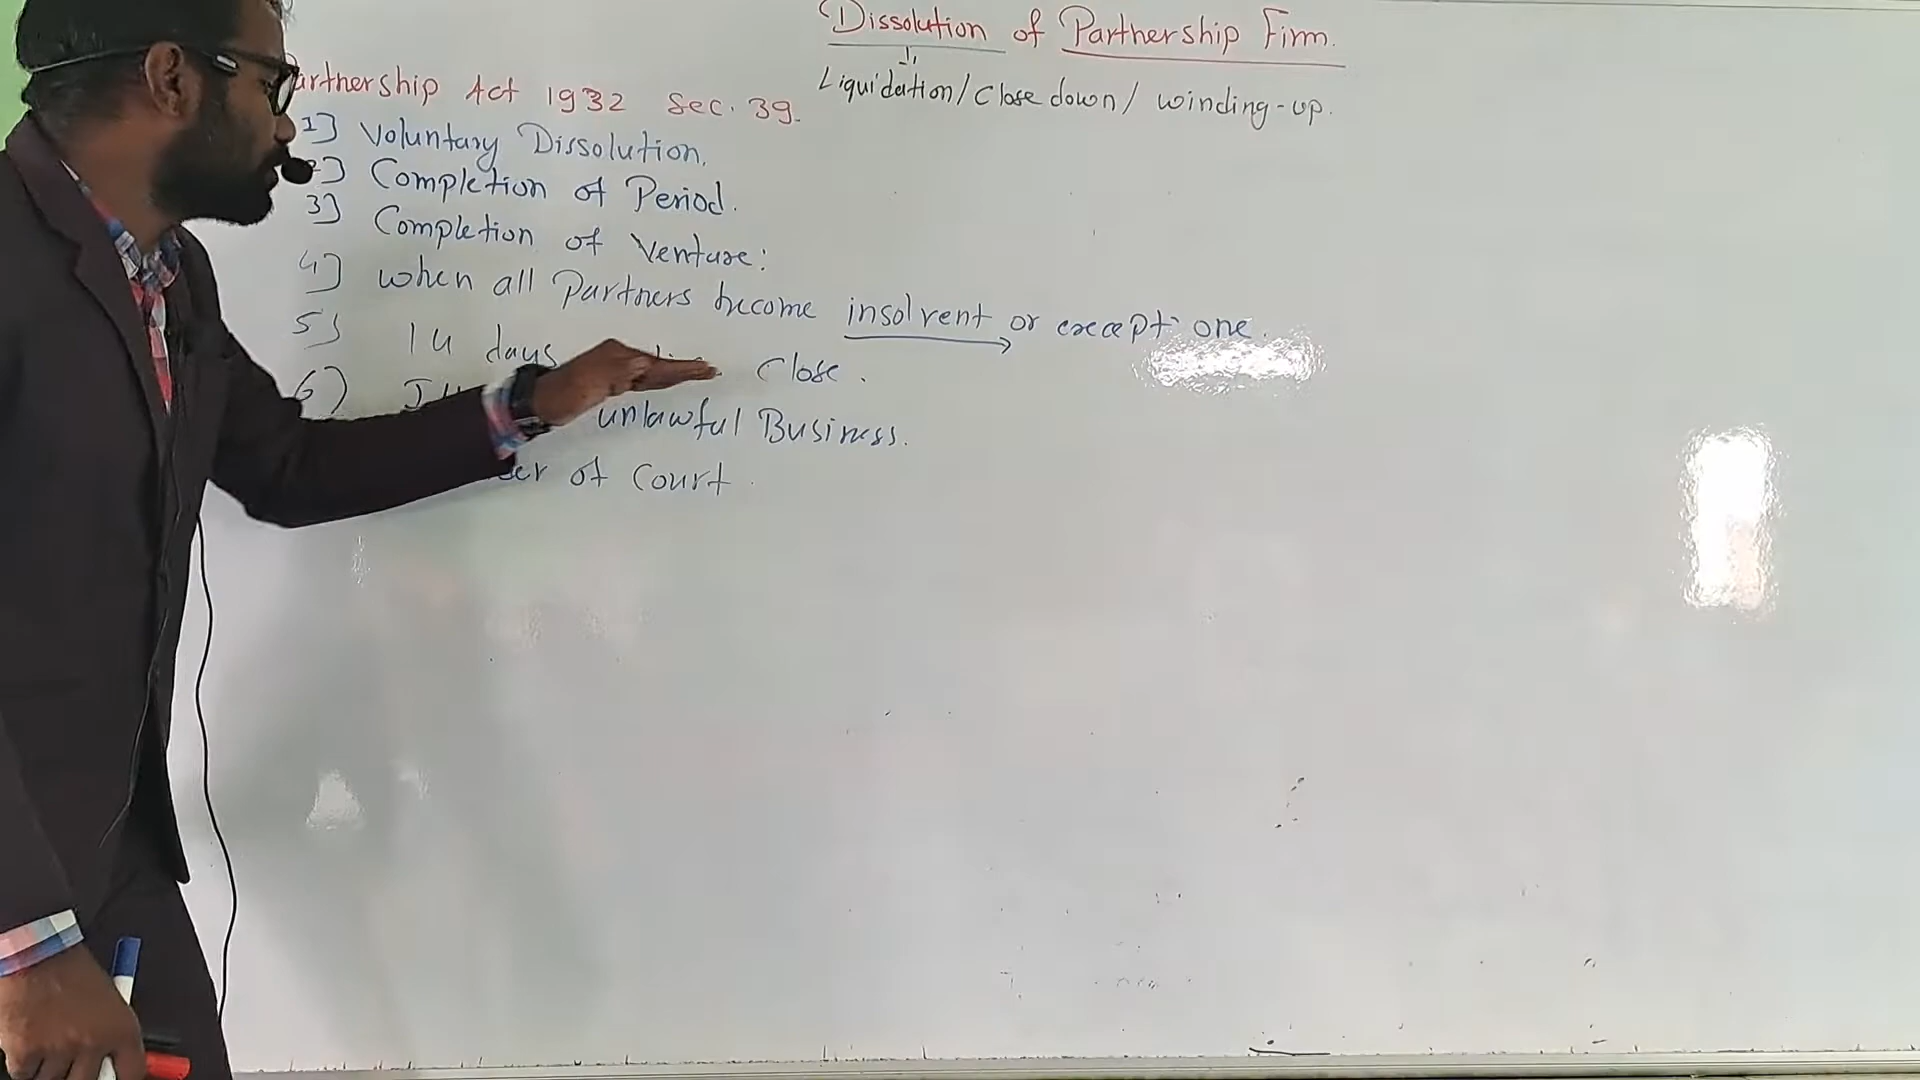 Dissolution of Partnership Firm.
Liquidation/Close down/ winding-up.
artnership Act 1932 Sec. 39.
1] Voluntary Dissolution.
2] Completion of Period.
3] Completion of Venture:
4] when all Partners become insolvent or except one.
5) 14 days Close.
6) unlawful Business.
of Court